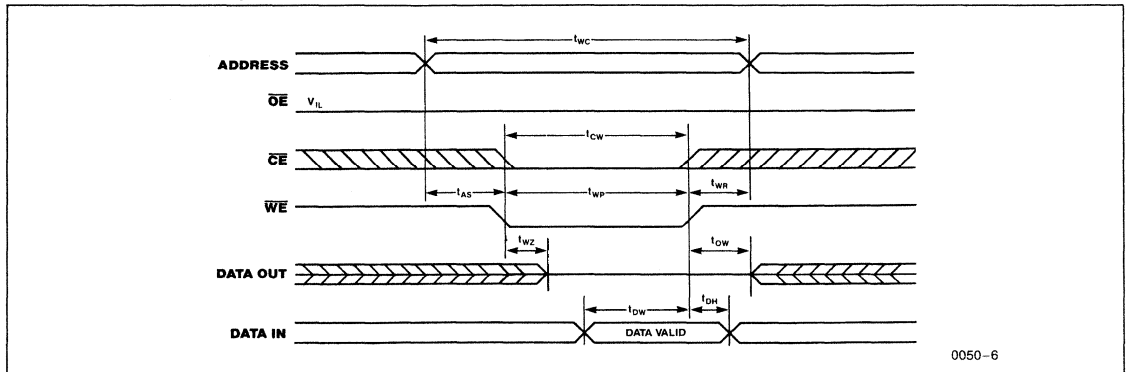 tWC
ADDRESS
OE VIL
tCW
CE
tAS tWP tWR
WE
tWZ tOW
DATA OUT
tDW tDH
DATA IN DATA VALID
0050-6